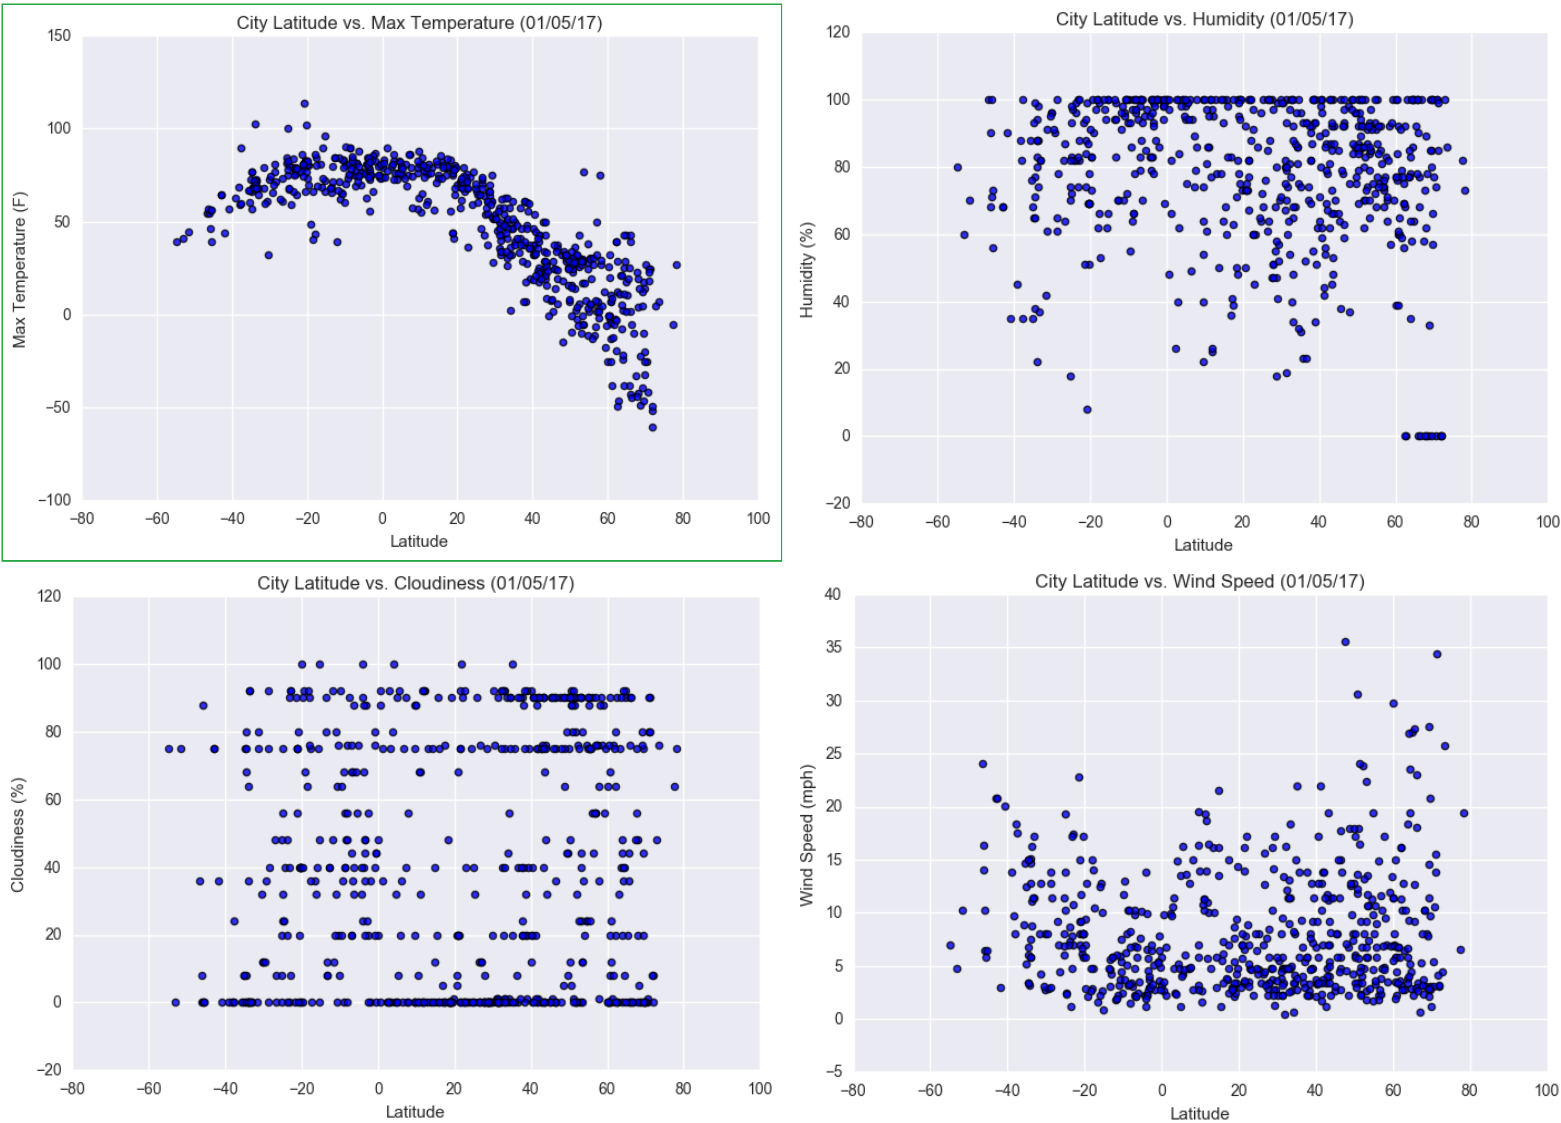 City Latitude vs. Max Temperature (01/05/17)
150
100
50
0
−50
−100
Max Temperature (F)
−80 −60 −40 −20 0 20 40 60 80 100
Latitude
City Latitude vs. Humidity (01/05/17)
120
100
80
60
40
20
0
−20
Humidity (%)
−80 −60 −40 −20 0 20 40 60 80 100
Latitude
City Latitude vs. Cloudiness (01/05/17)
120
100
80
60
40
20
0
−20
Cloudiness (%)
−80 −60 −40 −20 0 20 40 60 80 100
Latitude
City Latitude vs. Wind Speed (01/05/17)
40
35
30
25
20
15
10
5
0
−5
Wind Speed (mph)
−80 −60 −40 −20 0 20 40 60 80 100
Latitude